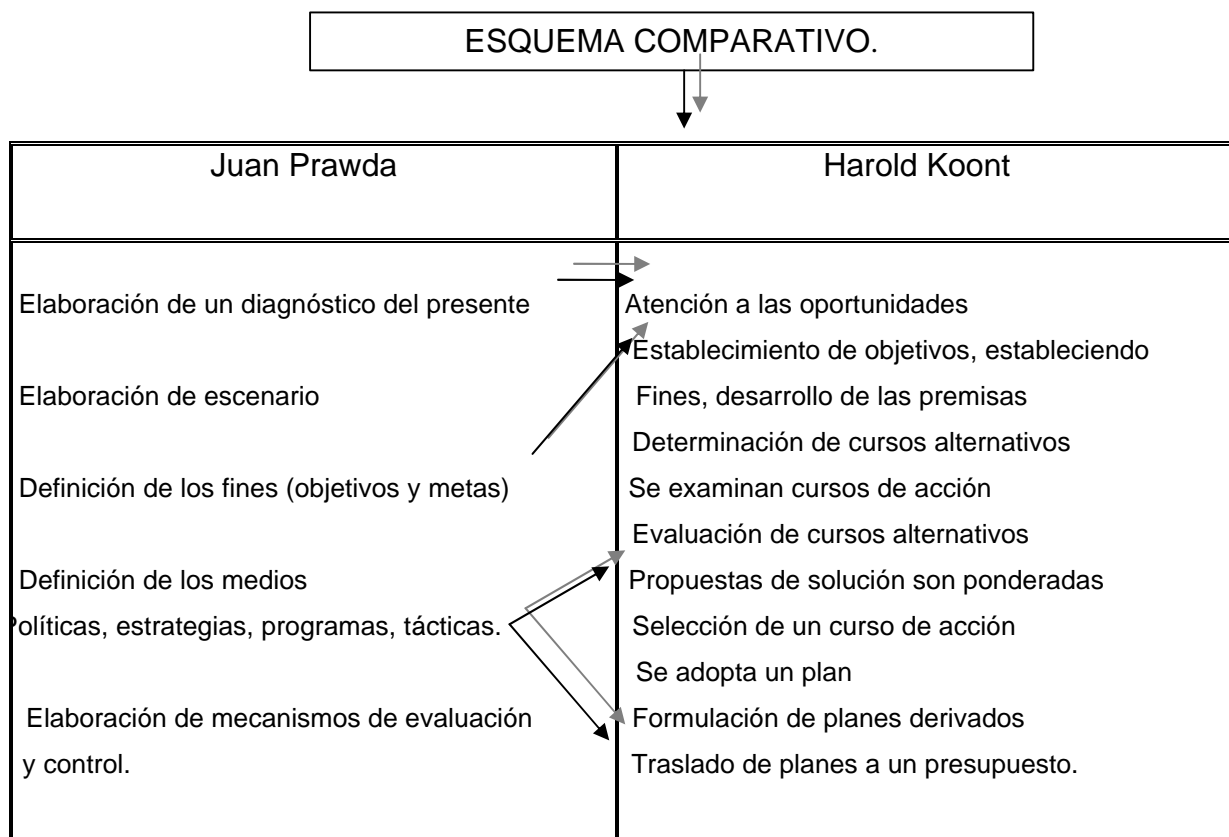 ESQUEMA COMPARATIVO.
Juan Prawda
Harold Koont
Elaboración de un diagnóstico del presente
Elaboración de escenario
Definición de los fines (objetivos y metas)
Definición de los medios
Políticas, estrategias, programas, tácticas.
Elaboración de mecanismos de evaluación
y control.
Atención a las oportunidades
Establecimiento de objetivos, estableciendo
Fines, desarrollo de las premisas
Determinación de cursos alternativos
Se examinan cursos de acción
Evaluación de cursos alternativos
Propuestas de solución son ponderadas
Selección de un curso de acción
Se adopta un plan
Formulación de planes derivados
Traslado de planes a un presupuesto.